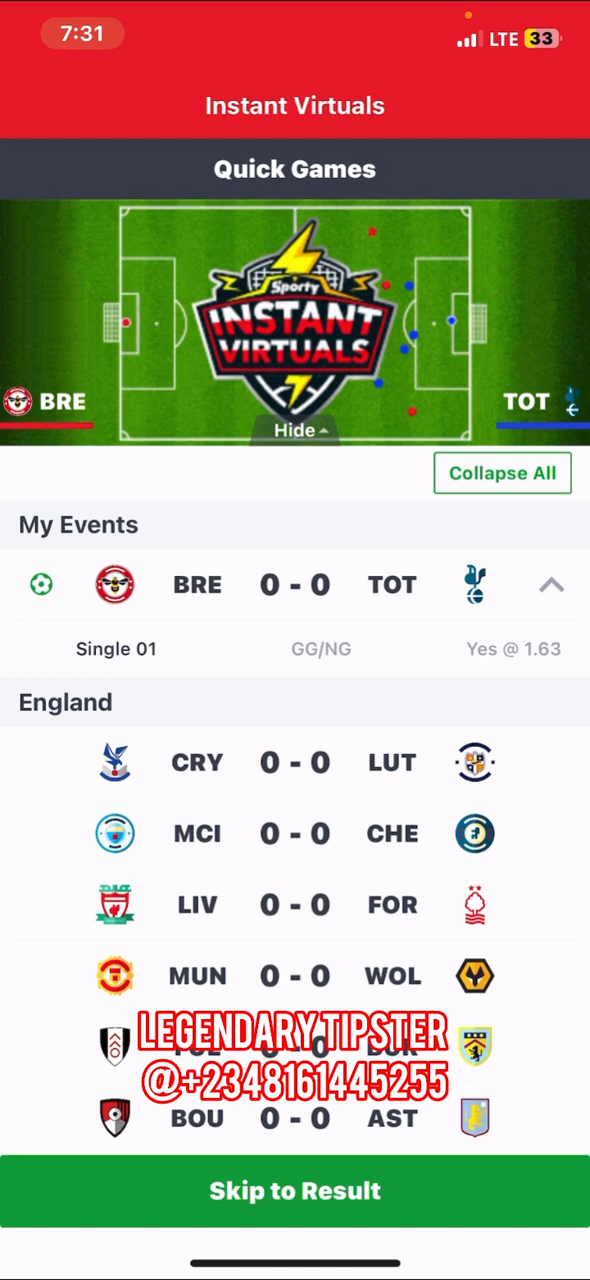 7:31 LTE 33
Instant Virtuals
Quick Games
Sporty
INSTANT
VIRTUALS
BRE TOT
Hide
Collapse All
My Events
BRE 0 - 0 TOT
Single 01 GG/NG Yes @ 1.63
England
CRY 0 - 0 LUT
MCI 0 - 0 CHE
LIV 0 - 0 FOR
MUN 0 - 0 WOL
LEGENDARY TIPSTER
@+2348161445255
BOU 0 - 0 AST
Skip to Result